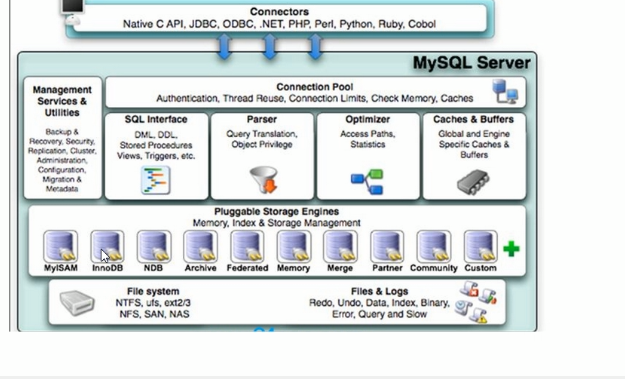 Connectors
Native C API, JDBC, ODBC, .NET, PHP, Perl, Python, Ruby, Cobol
MySQL Server
Management
Services &
Utilities
Backup &
Recovery, Security,
Replication, Cluster,
Administration,
Configuration,
Migration &
Metadata
Connection Pool
Authentication, Thread Reuse, Connection Limits, Check Memory, Caches
SQL Interface
DML, DDL,
Stored Procedures
Views, Triggers, etc.
Parser
Query Translation,
Object Privilege
Optimizer
Access Paths,
Statistics
Caches & Buffers
Global and Engine
Specific Caches &
Buffers
Pluggable Storage Engines
Memory, Index & Storage Management
MyISAM InnoDB NDB Archive Federated Memory Merge Partner Community Custom
File system
NTFS, ufs, ext2/3
NFS, SAN, NAS
Files & Logs
Redo, Undo, Data, Index, Binary,
Error, Query and Slow